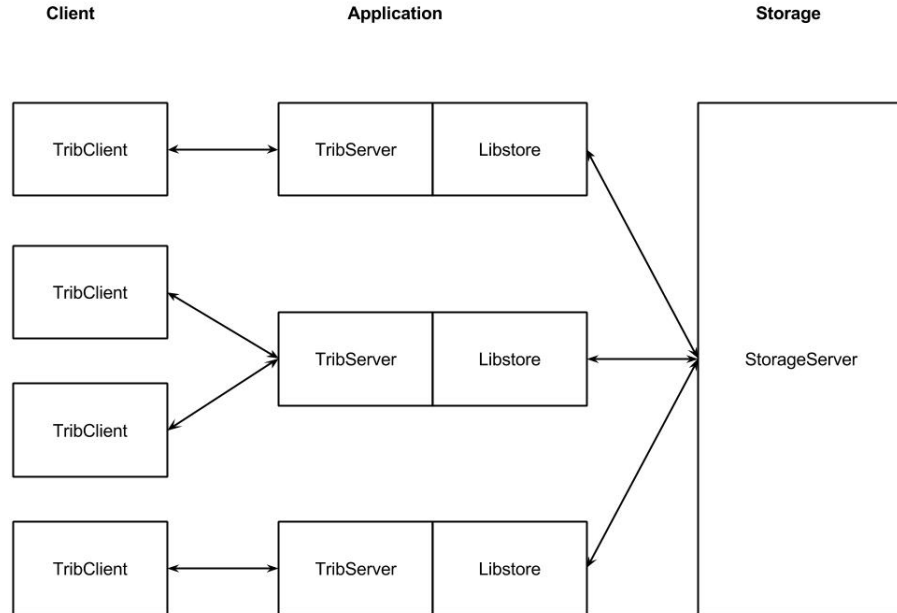 Client
Application
Storage
TribClient
TribServer
Libstore
TribClient
TribServer
Libstore
StorageServer
TribClient
TribClient
TribServer
Libstore